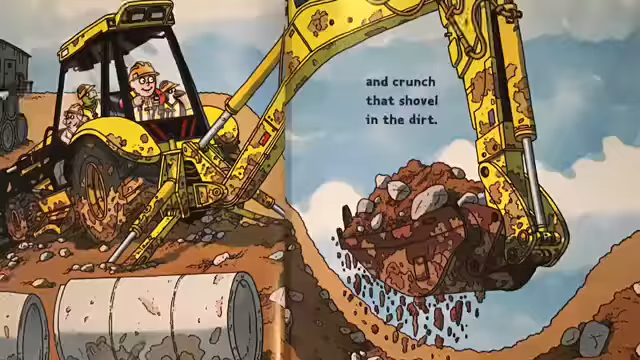 and crunch
that shovel
in the dirt.